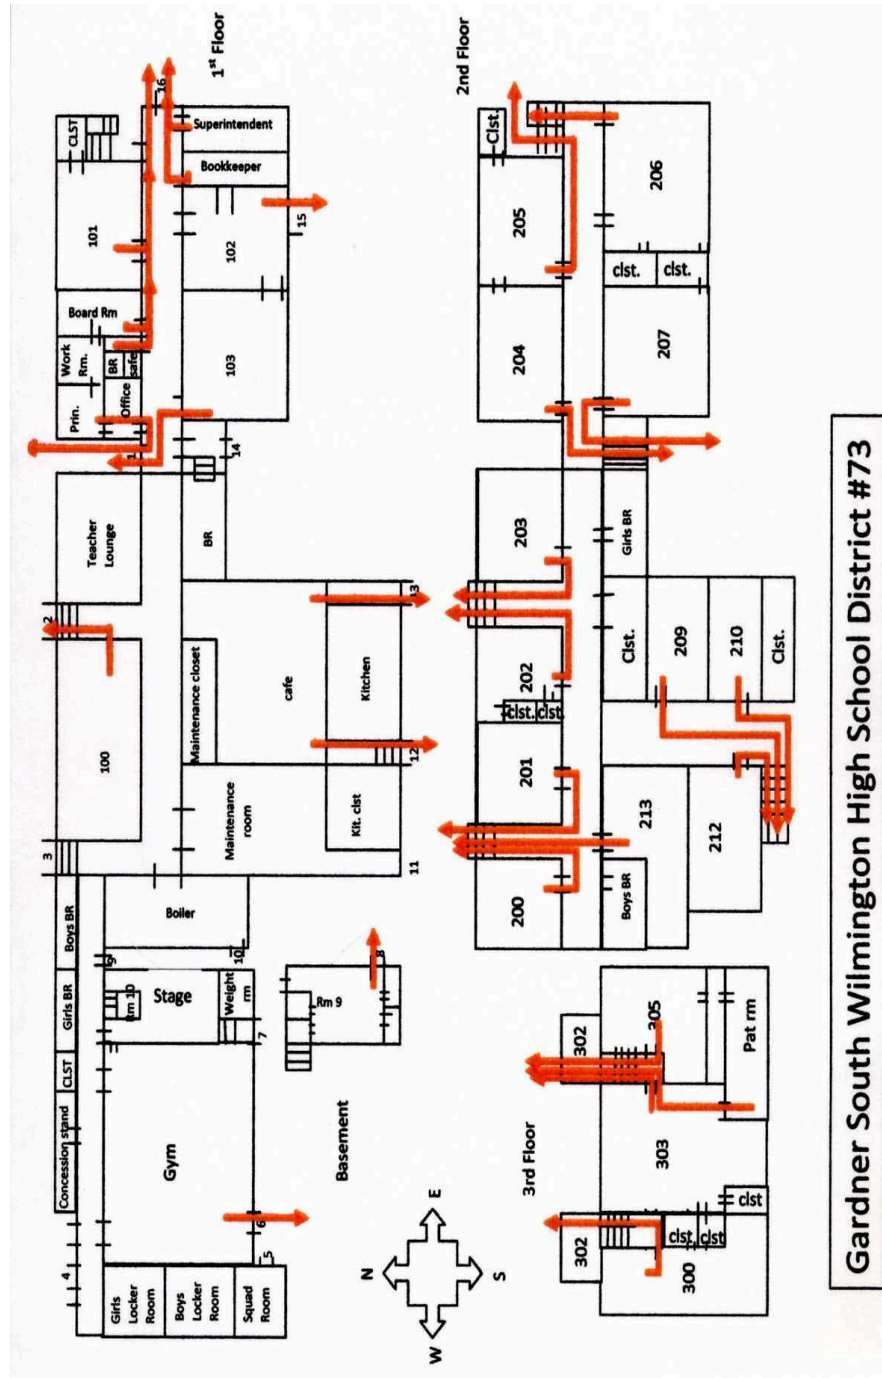 1st Floor
CLST
101
Board Rm
Work
Rm.
BR
safe
Prin.
Office
16
Superintendent
Bookkeeper
102
15
103
14
1
Teacher
Lounge
BR
2
100
3
Maintenance closet
cafe
Kitchen
13
12
Maintenance
room
Kit. clst
11
Boiler
Boys BR
Girls BR
CLST
Concession stand
9
10
Stage
Rm 10
Weight
rm
7
Gym
6
5
4
Girls
Locker
Room
Boys
Locker
Room
Squad
Room
Rm 9
8
Basement
N
E
S
W
2nd Floor
Clst.
205
206
204
clst.
clst.
207
203
Girls BR
202
clst.
clst.
Clst.
209
210
Clst.
201
213
212
200
Boys BR
3rd Floor
302
305
Pat rm
303
302
clst
clst
clst
300
Gardner South Wilmington High School District #73